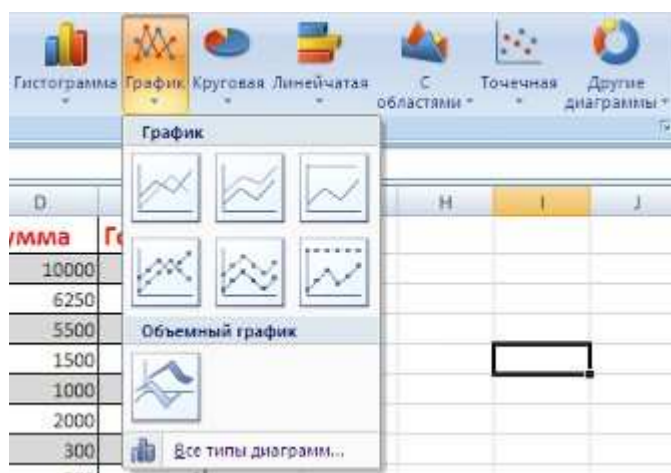 Гистограмма График Круговая Линейчатая С областями Точечная Другие диаграммы
График
D H I J
умма Го
10000
6250
5500
Объемный график
1500
1000
2000
300
Все типы диаграмм...